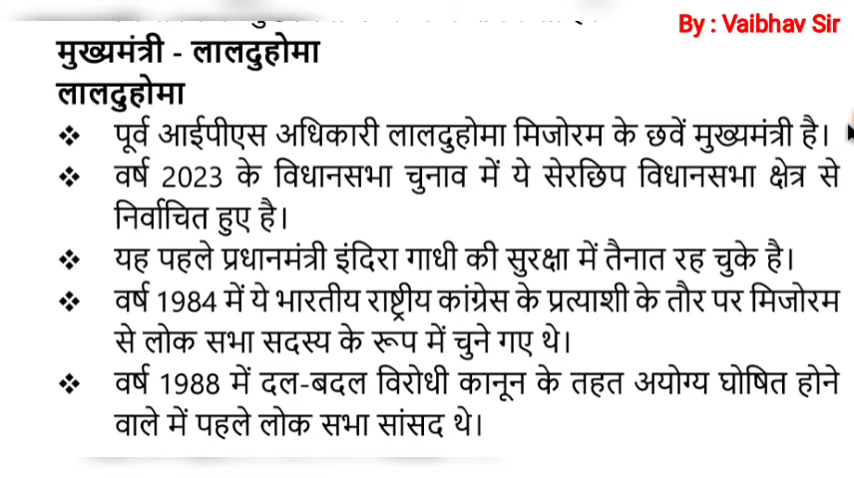 By : Vaibhav Sir
मुख्यमंत्री - लालदुहोमा
लालदुहोमा
❖ पूर्व आईपीएस अधिकारी लालदुहोमा मिजोरम के छवें मुख्यमंत्री है।
❖ वर्ष 2023 के विधानसभा चुनाव में ये सेरछिप विधानसभा क्षेत्र से
निर्वाचित हुए है।
❖ यह पहले प्रधानमंत्री इंदिरा गाधी की सुरक्षा में तैनात रह चुके है।
❖ वर्ष 1984 में ये भारतीय राष्ट्रीय कांग्रेस के प्रत्याशी के तौर पर मिजोरम
से लोक सभा सदस्य के रूप में चुने गए थे।
❖ वर्ष 1988 में दल-बदल विरोधी कानून के तहत अयोग्य घोषित होने
वाले में पहले लोक सभा सांसद थे।